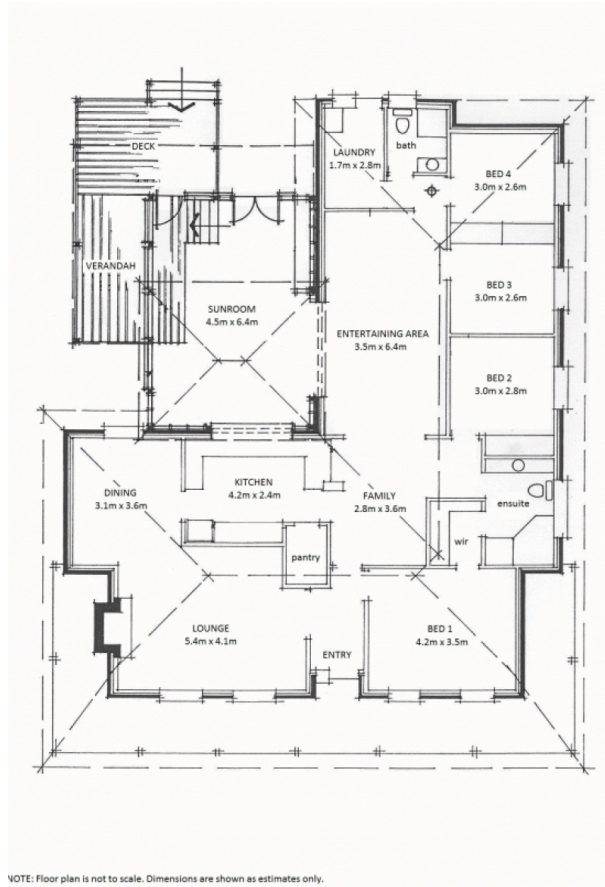 DECK
LAUNDRY
1.7m x 2.8m
bath
BED 4
3.0m x 2.6m
VERANDAH
SUNROOM
4.5m x 6.4m
BED 3
3.0m x 2.6m
ENTERTAINING AREA
3.5m x 6.4m
BED 2
3.0m x 2.8m
DINING
3.1m x 3.6m
KITCHEN
4.2m x 2.4m
FAMILY
2.8m x 3.6m
ensuite
wir
pantry
LOUNGE
5.4m x 4.1m
ENTRY
BED 1
4.2m x 3.5m
NOTE: Floor plan is not to scale. Dimensions are shown as estimates only.